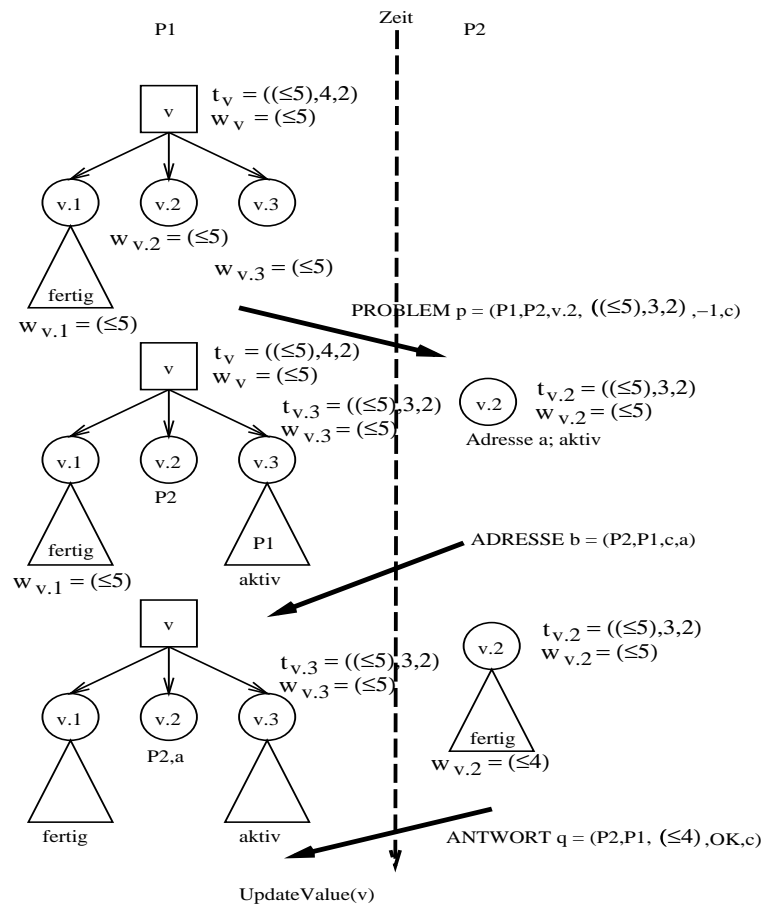 Zeit
P1
P2
v
t_v = ((≤5),4,2)
w_v = (≤5)
v.1
v.2
v.3
w_v.2 = (≤5)
w_v.3 = (≤5)
fertig
w_v.1 = (≤5)
PROBLEM p = (P1,P2,v.2, ((≤5),3,2) ,−1,c)
v
t_v = ((≤5),4,2)
w_v = (≤5)
t_v.3 = ((≤5),3,2)
w_v.3 = (≤5)
v.2
t_v.2 = ((≤5),3,2)
w_v.2 = (≤5)
Adresse a; aktiv
v.1
v.2
v.3
P2
fertig
P1
w_v.1 = (≤5)
aktiv
ADRESSE b = (P2,P1,c,a)
v
t_v.3 = ((≤5),3,2)
w_v.3 = (≤5)
v.2
t_v.2 = ((≤5),3,2)
w_v.2 = (≤5)
v.1
v.2
v.3
P2,a
fertig
w_v.2 = (≤4)
fertig
aktiv
ANTWORT q = (P2,P1, (≤4) ,OK,c)
UpdateValue(v)